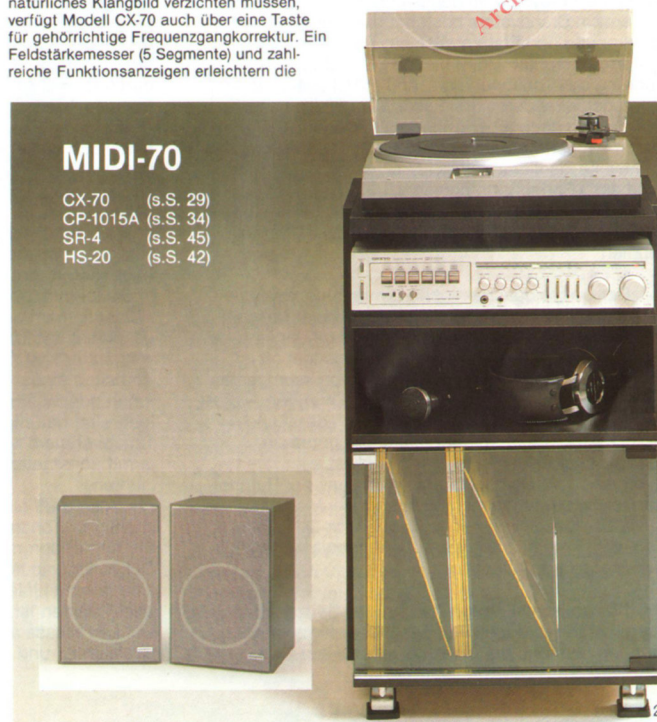 natürliches Klangbild verzichten müssen,
verfügt Modell CX-70 auch über eine Taste
für gehörrichtige Frequenzgangkorrektur. Ein
Feldstärkemesser (5 Segmente) und zahl-
reiche Funktionsanzeigen erleichtern die
MIDI-70
CX-70 (s.S. 29)
CP-1015A (s.S. 34)
SR-4 (s.S. 45)
HS-20 (s.S. 42)